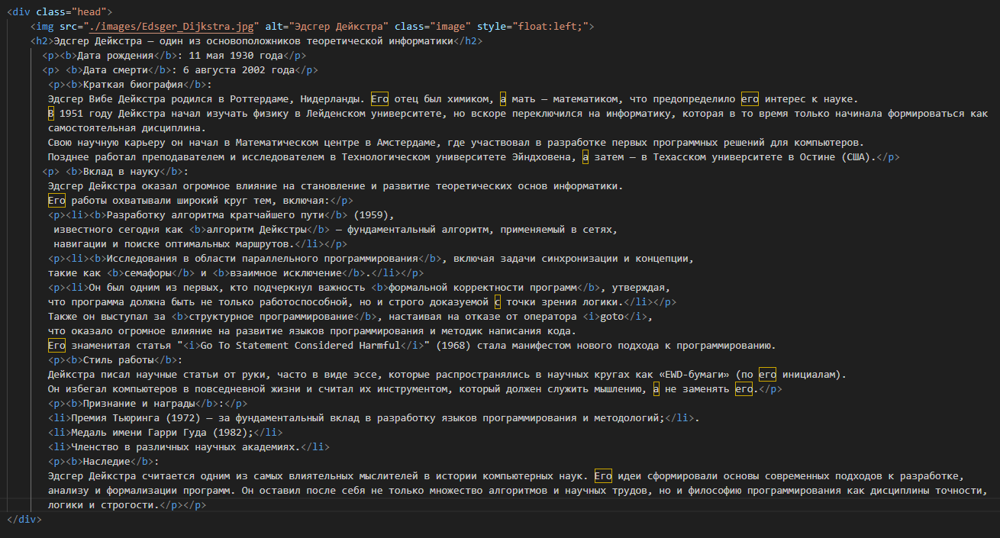 <div class="head">
<img src="./images/Edsger_Dijkstra.jpg" alt="Эдсгер Дейкстра" class="image" style="float:left;">
<h2>Эдсгер Дейкстра — один из основоположников теоретической информатики</h2>
<p><b>Дата рождения</b>: 11 мая 1930 года</p>
<p> <b>Дата смерти</b>: 6 августа 2002 года</p>
<p><b>Краткая биография</b>:
Эдсгер Вибе Дейкстра родился в Роттердаме, Нидерланды. Его отец был химиком, а мать — математиком, что предопределило его интерес к науке.
В 1951 году Дейкстра начал изучать физику в Лейденском университете, но вскоре переключился на информатику, которая в то время только начинала формироваться как
самостоятельная дисциплина.
Свою научную карьеру он начал в Математическом центре в Амстердаме, где участвовал в разработке первых программных решений для компьютеров.
Позднее работал преподавателем и исследователем в Технологическом университете Эйндховена, а затем — в Техасском университете в Остине (США).</p>
<p> <b>Вклад в науку</b>:
Эдсгер Дейкстра оказал огромное влияние на становление и развитие теоретических основ информатики.
Его работы охватывали широкий круг тем, включая:</p>
<p><li><b>Разработку алгоритма кратчайшего пути</b> (1959),
известного сегодня как <b>алгоритм Дейкстры</b> — фундаментальный алгоритм, применяемый в сетях,
навигации и поиске оптимальных маршрутов.</li></p>
<p><li><b>Исследования в области параллельного программирования</b>, включая задачи синхронизации и концепции,
такие как <b>семафоры</b> и <b>взаимное исключение</b>.</li></p>
<p><li>Он был одним из первых, кто подчеркнул важность <b>формальной корректности программ</b>, утверждая,
что программа должна быть не только работоспособной, но и строго доказуемой с точки зрения логики.</li></p>
Также он выступал за <b>структурное программирование</b>, настаивая на отказе от оператора <i>goto</i>,
что оказало огромное влияние на развитие языков программирования и методик написания кода.
Его знаменитая статья "<i>Go To Statement Considered Harmful</i>" (1968) стала манифестом нового подхода к программированию.
<p><b>Стиль работы</b>:
Дейкстра писал научные статьи от руки, часто в виде эссе, которые распространялись в научных кругах как «EWD-бумаги» (по его инициалам).
Он избегал компьютеров в повседневной жизни и считал их инструментом, который должен служить мышлению, а не заменять его.</p>
<p><b>Признание и награды</b>:</p>
<li>Премия Тьюринга (1972) — за фундаментальный вклад в разработку языков программирования и методологий;</li>.
<li>Медаль имени Гарри Гуда (1982);</li>
<li>Членство в различных научных академиях.</li>
<p><b>Наследие</b>:
Эдсгер Дейкстра считается одним из самых влиятельных мыслителей в истории компьютерных наук. Его идеи сформировали основы современных подходов к разработке,
анализу и формализации программ. Он оставил после себя не только множество алгоритмов и научных трудов, но и философию программирования как дисциплины точности,
логики и строгости.</p></p>
</div>